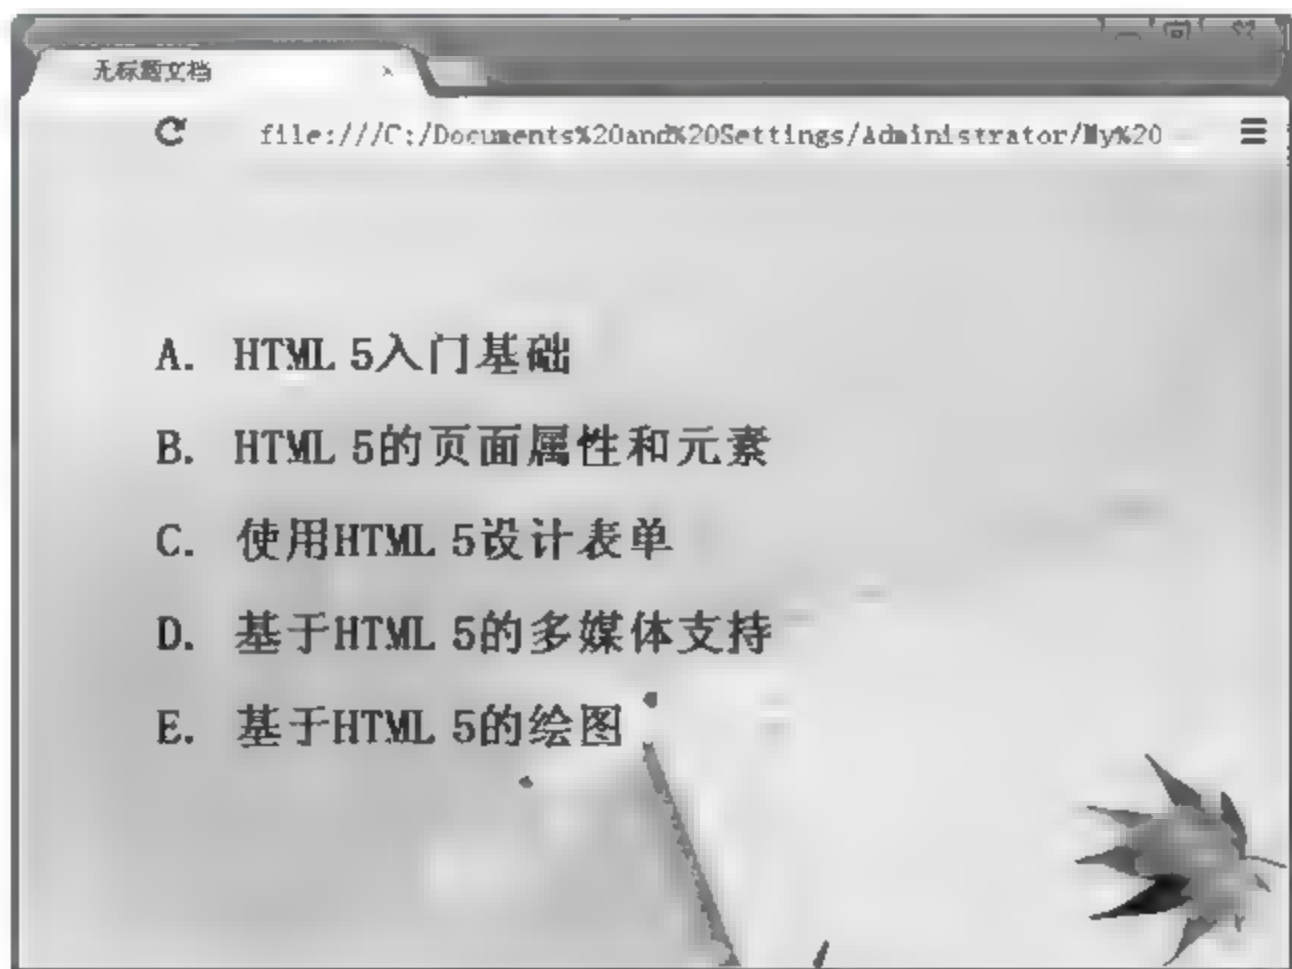 无标题文档
file:///C:/Documents%20and%20Settings/Administrator/My%20
A. HTML 5入门基础
B. HTML 5的页面属性和元素
C. 使用HTML 5设计表单
D. 基于HTML 5的多媒体支持
E. 基于HTML 5的绘图